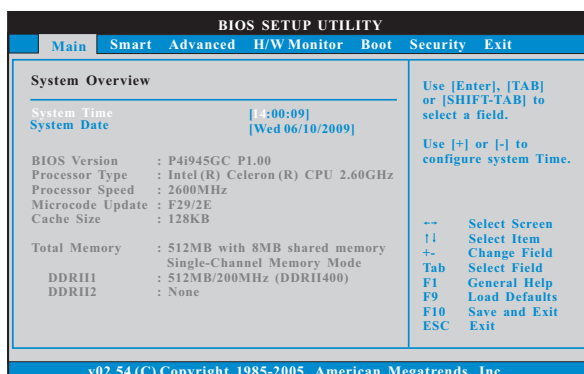 BIOS SETUP UTILITY
Main Smart Advanced H/W Monitor Boot Security Exit
System Overview
System Time [14:00:09]
System Date [Wed 06/10/2009]
BIOS Version : P4i945GC P1.00
Processor Type : Intel (R) Celeron (R) CPU 2.60GHz
Processor Speed : 2600MHz
Microcode Update : F29/2E
Cache Size : 128KB
Total Memory : 512MB with 8MB shared memory
Single-Channel Memory Mode
DDRII1 : 512MB/200MHz (DDRII400)
DDRII2 : None
Use [Enter], [TAB]
or [SHIFT-TAB] to
select a field.
Use [+] or [-] to
configure system Time.
←→ Select Screen
↑↓ Select Item
+- Change Field
Tab Select Field
F1 General Help
F9 Load Defaults
F10 Save and Exit
ESC Exit
v02.54 (C) Copyright 1985-2005, American Megatrends, Inc.